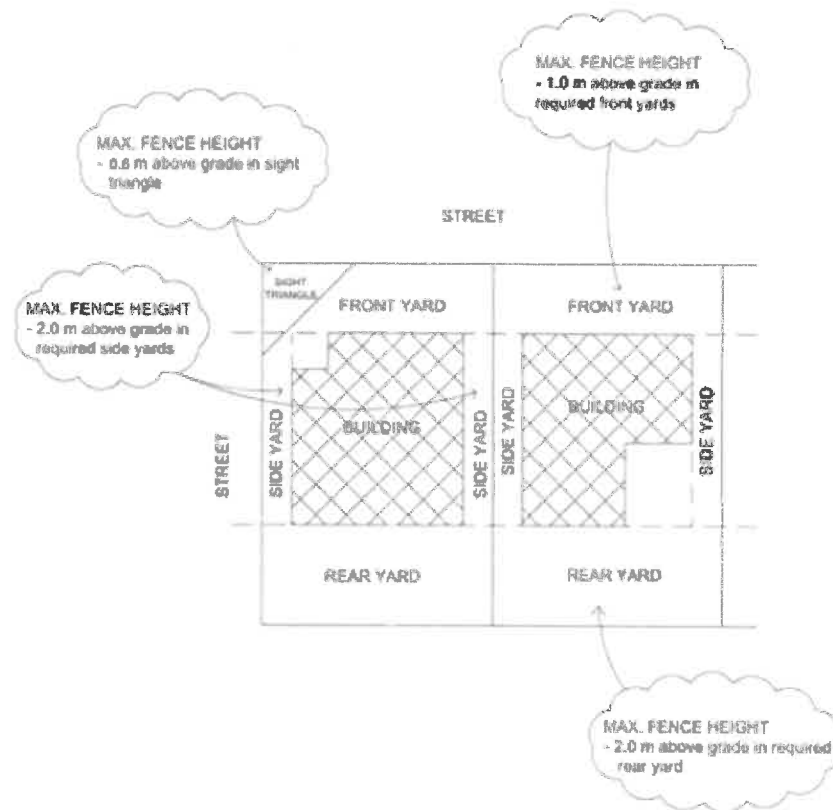 MAX. FENCE HEIGHT
- 1.0 m above grade in
required front yards
MAX. FENCE HEIGHT
- 0.6 m above grade in sight
triangle
STREET
SIGHT
TRIANGLE
FRONT YARD
FRONT YARD
MAX. FENCE HEIGHT
- 2.0 m above grade in
required side yards
BUILDING
BUILDING
STREET
SIDE YARD
SIDE YARD
SIDE YARD
SIDE YARD
REAR YARD
REAR YARD
MAX. FENCE HEIGHT
- 2.0 m above grade in required
rear yard